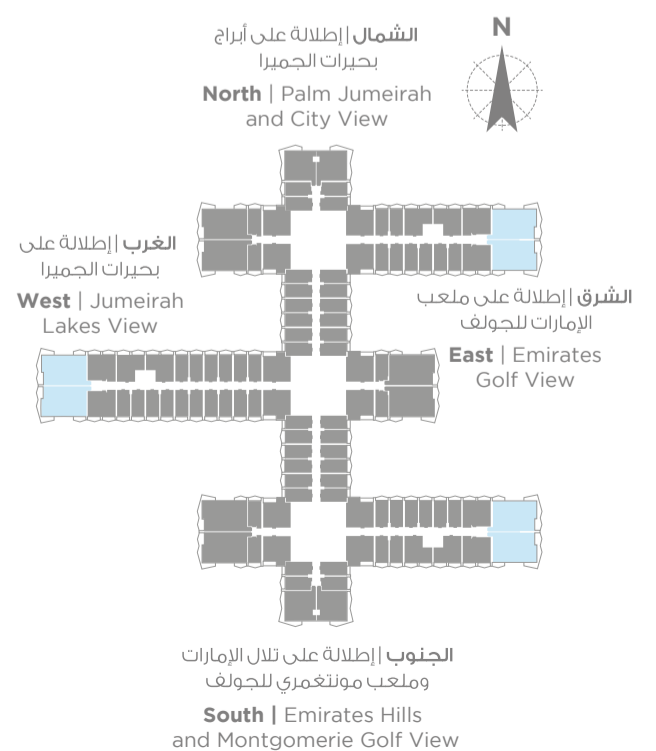 الشمال | إطلالة على أبراج
بحيرات الجميرا
North | Palm Jumeirah
and City View
N
الغرب | إطلالة على
بحيرات الجميرا
West | Jumeirah
Lakes View
الشرق | إطلالة على ملعب
الإمارات للجولف
East | Emirates
Golf View
الجنوب | إطلالة على تلال الإمارات
وملعب مونتغمري للجولف
South | Emirates Hills
and Montgomerie Golf View